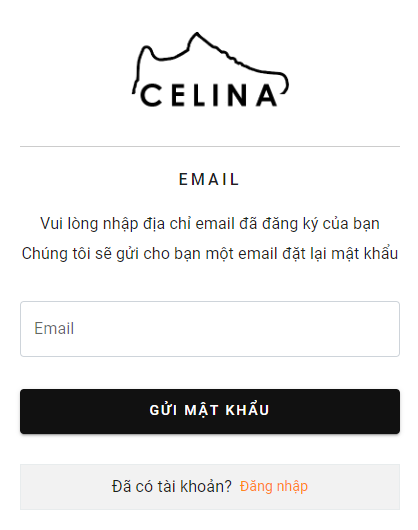 CELINA
EMAIL
Vui lòng nhập địa chỉ email đã đăng ký của bạn
Chúng tôi sẽ gửi cho bạn một email đặt lại mật khẩu
Email
GỬI MẬT KHẨU
Đã có tài khoản? Đăng nhập